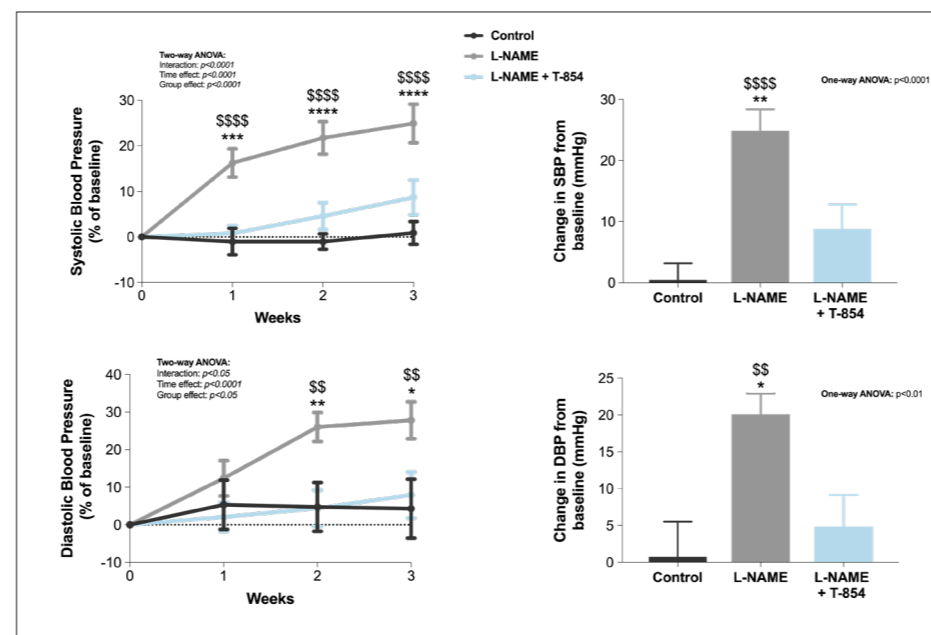 Control
L-NAME
L-NAME + T-854
Two-way ANOVA:
Interaction: p<0.0001
Time effect: p<0.0001
Group effect: p<0.0001
$$$$
***
$$$$
****
$$$$
****
Systolic Blood Pressure
(% of baseline)
30
20
10
0
-10
0 1 2 3
Weeks
One-way ANOVA: p<0.0001
$$$$
**
Change in SBP from
baseline (mmHg)
30
20
10
0
Control L-NAME L-NAME
+ T-854
Two-way ANOVA:
Interaction: p<0.05
Time effect: p<0.0001
Group effect: p<0.05
$$
**
$$
*
Diastolic Blood Pressure
(% of baseline)
40
30
20
10
0
-10
0 1 2 3
Weeks
One-way ANOVA: p<0.01
$$
*
Change in DBP from
baseline (mmHg)
25
20
15
10
5
0
Control L-NAME L-NAME
+ T-854